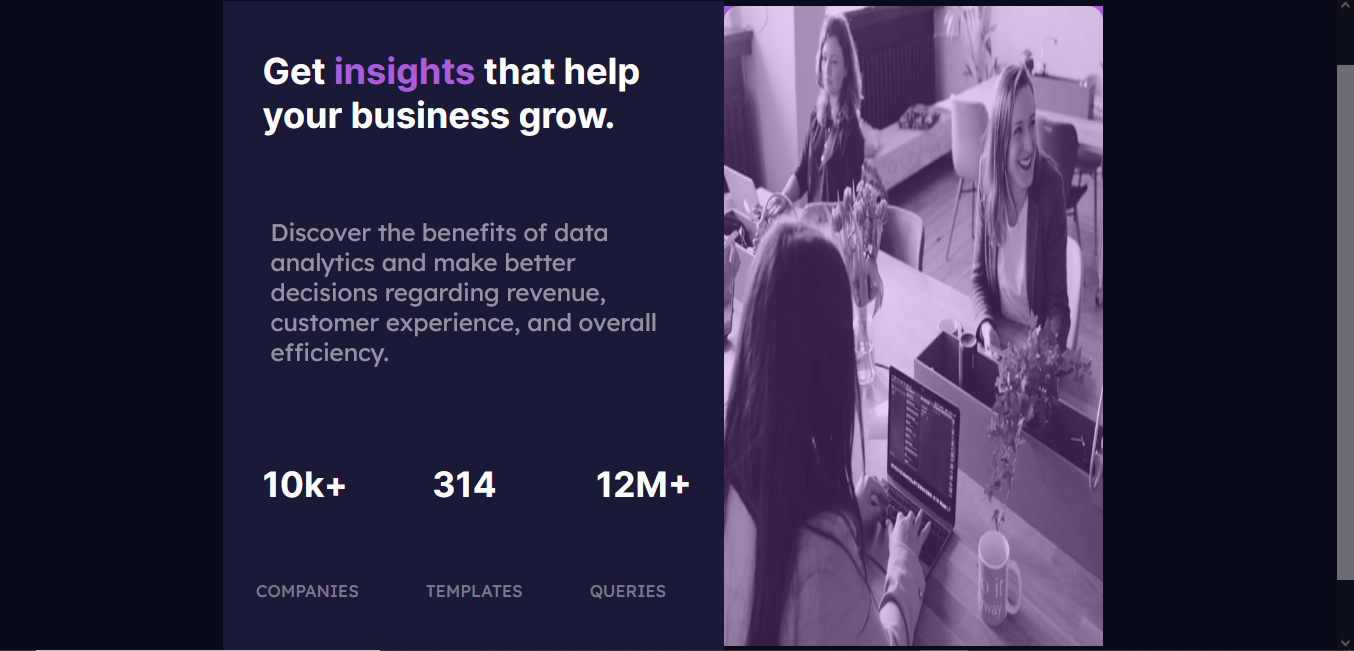 Get insights that help
your business grow.
Discover the benefits of data
analytics and make better
decisions regarding revenue,
customer experience, and overall
efficiency.
10k+ 314 12M+
COMPANIES TEMPLATES QUERIES